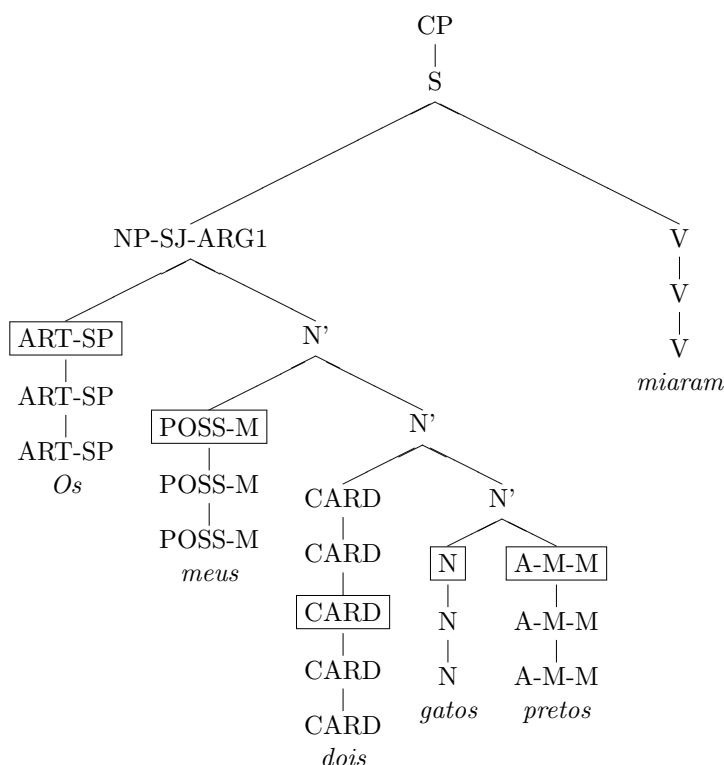 CP
S
NP-SJ-ARG1 V
V
ART-SP N' V
miaram
ART-SP POSS-M N'
ART-SP
Os POSS-M CARD N'
POSS-M
meus CARD N A-M-M
CARD N A-M-M
CARD N A-M-M
gatos pretos
CARD
dois